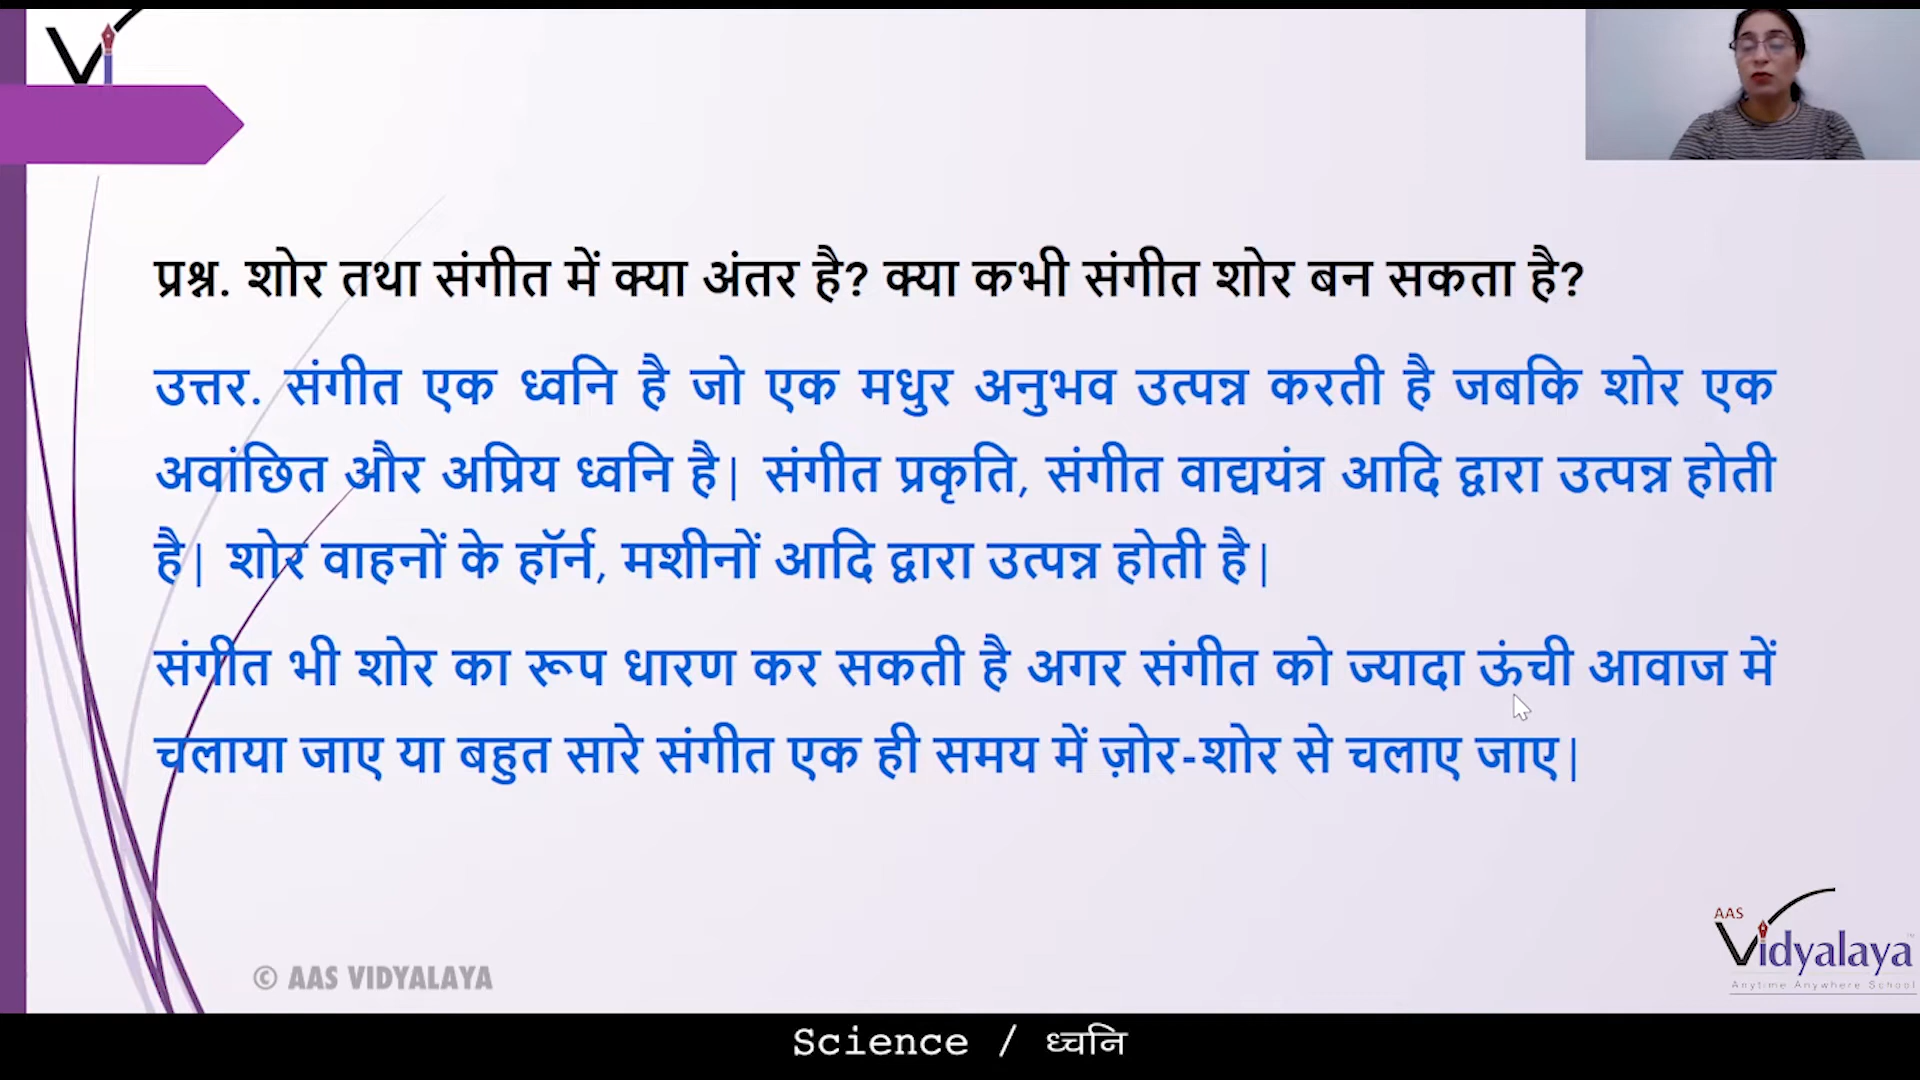 Vi
प्रश्न. शोर तथा संगीत में क्या अंतर है? क्या कभी संगीत शोर बन सकता है?
उत्तर. संगीत एक ध्वनि है जो एक मधुर अनुभव उत्पन्न करती है जबकि शोर एक
अवांछित और अप्रिय ध्वनि है| संगीत प्रकृति, संगीत वाद्ययंत्र आदि द्वारा उत्पन्न होती
है| शोर वाहनों के हॉर्न, मशीनों आदि द्वारा उत्पन्न होती है|
संगीत भी शोर का रूप धारण कर सकती है अगर संगीत को ज्यादा ऊंची आवाज में
चलाया जाए या बहुत सारे संगीत एक ही समय में ज़ोर-शोर से चलाए जाए|
© AAS VIDYALAYA
AAS
Vidyalaya
Anytime Anywhere School
Science / ध्वनि